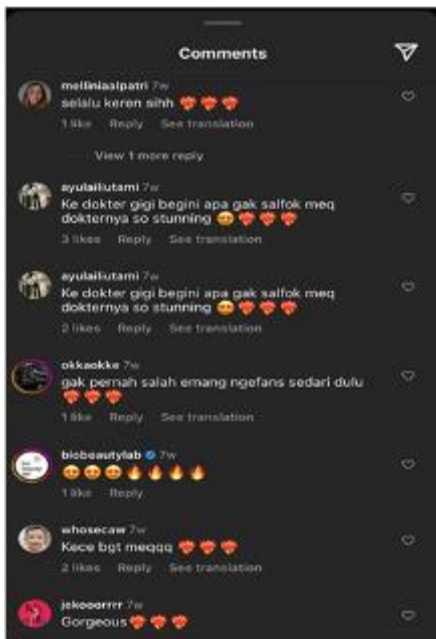 Comments
melliniaalpatri 7w
selalu keren sihh ❤️‍🔥❤️‍🔥❤️‍🔥
1 like Reply See translation
View 1 more reply
ayulailiutami 7w
Ke dokter gigi begini apa gak salfok meq
dokternya so stunning 😍❤️‍🔥❤️‍🔥❤️‍🔥
3 likes Reply See translation
ayulailiutami 7w
Ke dokter gigi begini apa gak salfok meq
dokternya so stunning 😍❤️‍🔥❤️‍🔥❤️‍🔥
2 likes Reply See translation
okkaokke 7w
gak pernah salah emang ngefans sedari dulu
❤️‍🔥❤️‍🔥❤️‍🔥
1 like Reply See translation
biobeautylab 7w
😍😍😍🔥🔥🔥🔥
1 like Reply
whosecaw 7w
Kece bgt meqqq ❤️‍🔥❤️‍🔥❤️‍🔥
2 likes Reply See translation
jekooorrrr 7w
Gorgeous ❤️‍🔥❤️‍🔥❤️‍🔥